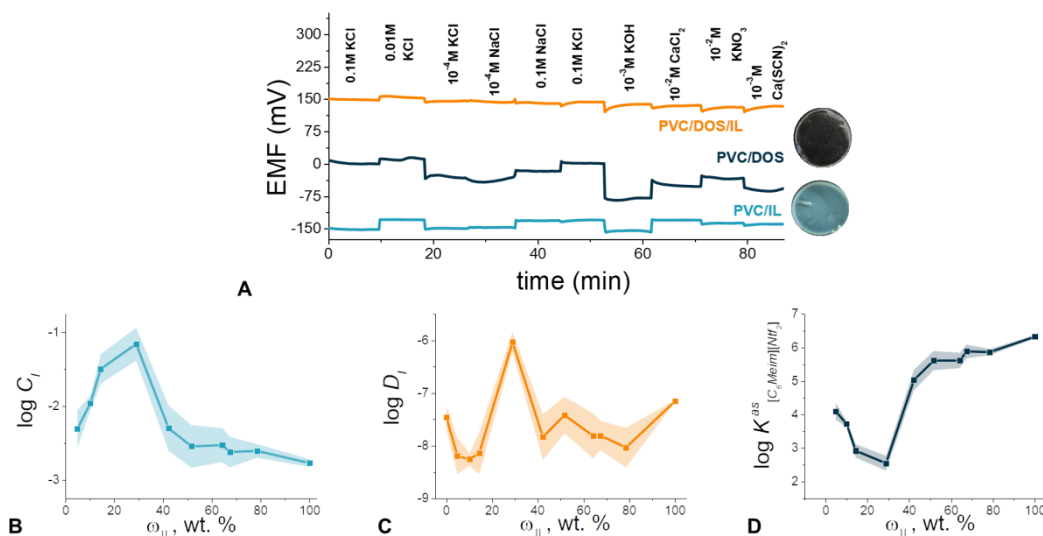 EMF (mV)
300
225
150
75
0
-75
-150
0.1M KCl
0.01M
KCl
10⁻⁴M KCl
10⁻⁴M NaCl
0.1M NaCl
0.1M KCl
10⁻³M KOH
10⁻²M CaCl₂
10⁻²M
KNO₃
10⁻³M
Ca(SCN)₂
PVC/DOS/IL
PVC/DOS
PVC/IL
0 20 40 60 80
time (min)
A
log C_I
-1
-2
-3
0 20 40 60 80 100
ω_IL, wt. %
B
log D_I
-6
-7
-8
-9
0 20 40 60 80 100
ω_IL, wt. %
C
log K^as_[C₆Meim][Ntf₂]
7
6
5
4
3
2
1
0 20 40 60 80 100
ω_IL, wt. %
D